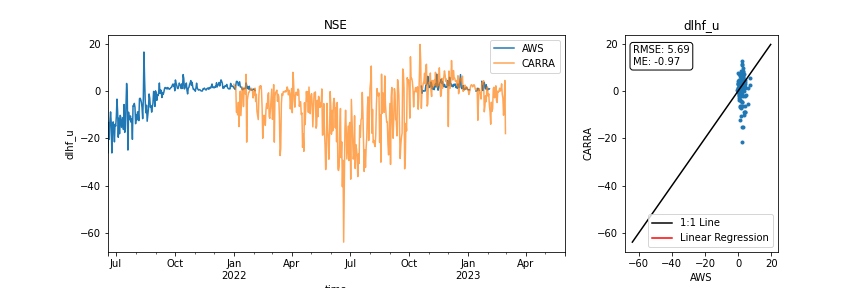 NSE
AWS
CARRA
20
0
−20
−40
−60
dlhf_u
Jul
Oct
Jan
2022
Apr
Jul
Oct
Jan
2023
Apr
dlhf_u
RMSE: 5.69
ME: -0.97
20
0
−20
−40
−60
CARRA
1:1 Line
Linear Regression
−60
−40
−20
0
20
AWS